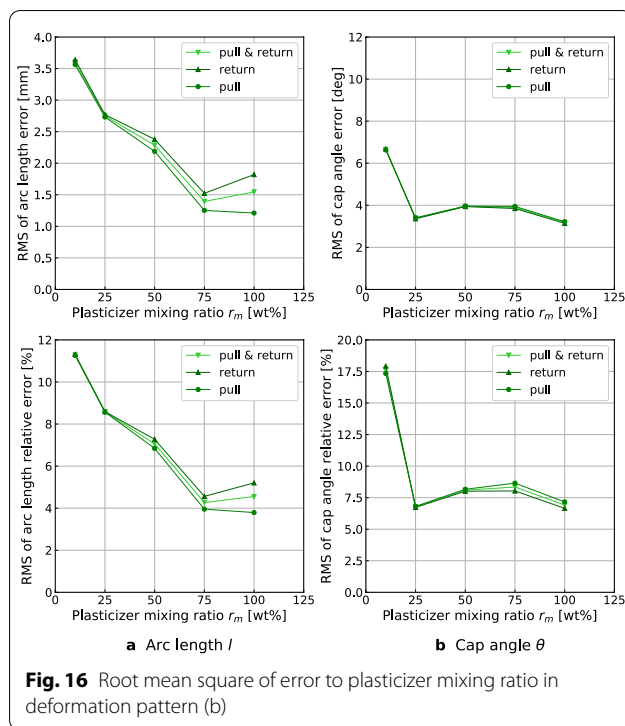 4.0
3.5
3.0
2.5
2.0
1.5
1.0
0.5
0.0
RMS of arc length error [mm]
pull & return
return
pull
0 25 50 75 100 125
Plasticizer mixing ratio r_m [wt%]
12
10
8
6
4
2
0
RMS of cap angle error [deg]
pull & return
return
pull
0 25 50 75 100 125
Plasticizer mixing ratio r_m [wt%]
12
10
8
6
4
2
0
RMS of arc length relative error [%]
pull & return
return
pull
0 25 50 75 100 125
Plasticizer mixing ratio r_m [wt%]
20.0
17.5
15.0
12.5
10.0
7.5
5.0
2.5
0.0
RMS of cap angle relative error [%]
pull & return
return
pull
0 25 50 75 100 125
Plasticizer mixing ratio r_m [wt%]
a Arc length l
b Cap angle θ
Fig. 16 Root mean square of error to plasticizer mixing ratio in
deformation pattern (b)